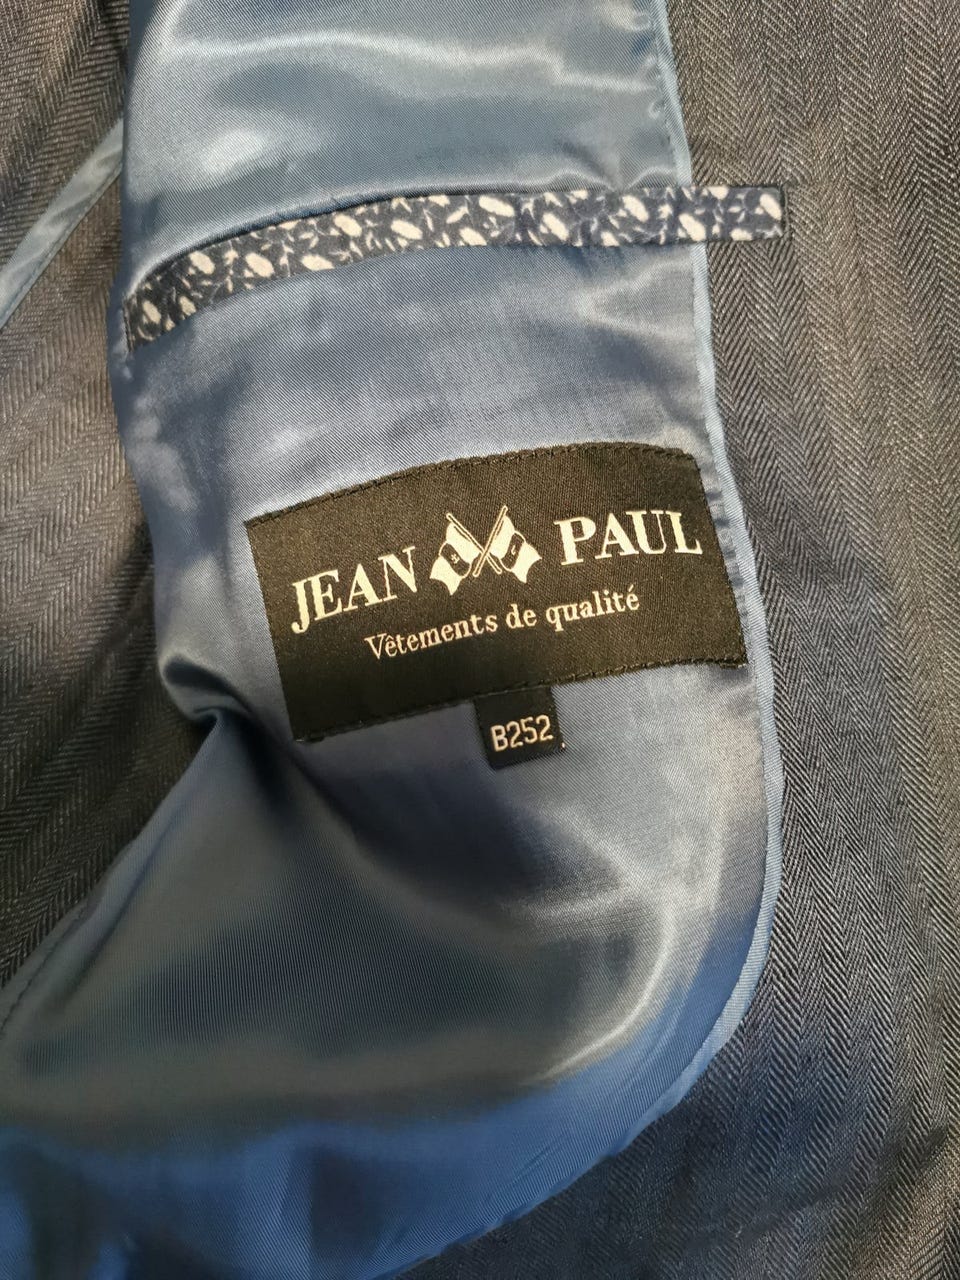 JEAN PAUL
Vêtements de qualité
B252